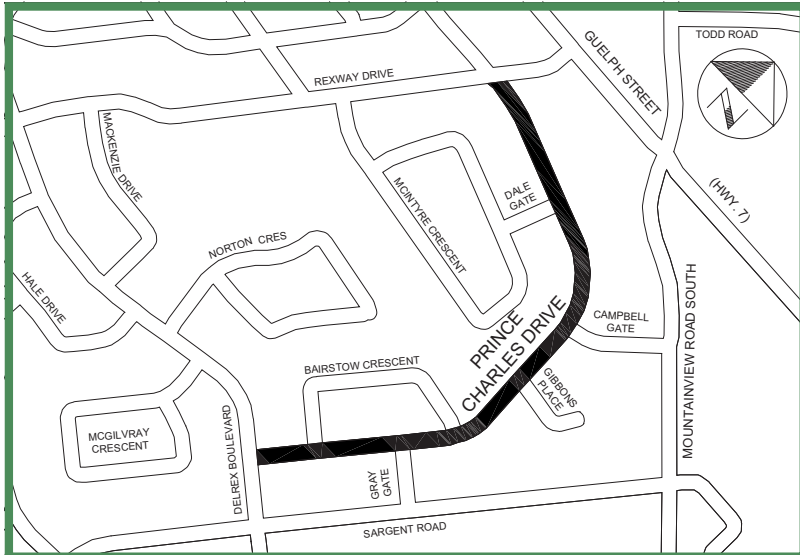 TODD ROAD
GUELPH STREET
REXWAY DRIVE
MACKENZIE DRIVE
MCINTYRE CRESCENT
DALE
GATE
(HWY. 7)
NORTON CRES
HALE DRIVE
PRINCE
CHARLES DRIVE
CAMPBELL
GATE
MOUNTAINVIEW ROAD SOUTH
BAIRSTOW CRESCENT
GIBBONS
PLACE
MCGILVRAY
CRESCENT
DELREX BOULEVARD
GRAY
GATE
SARGENT ROAD